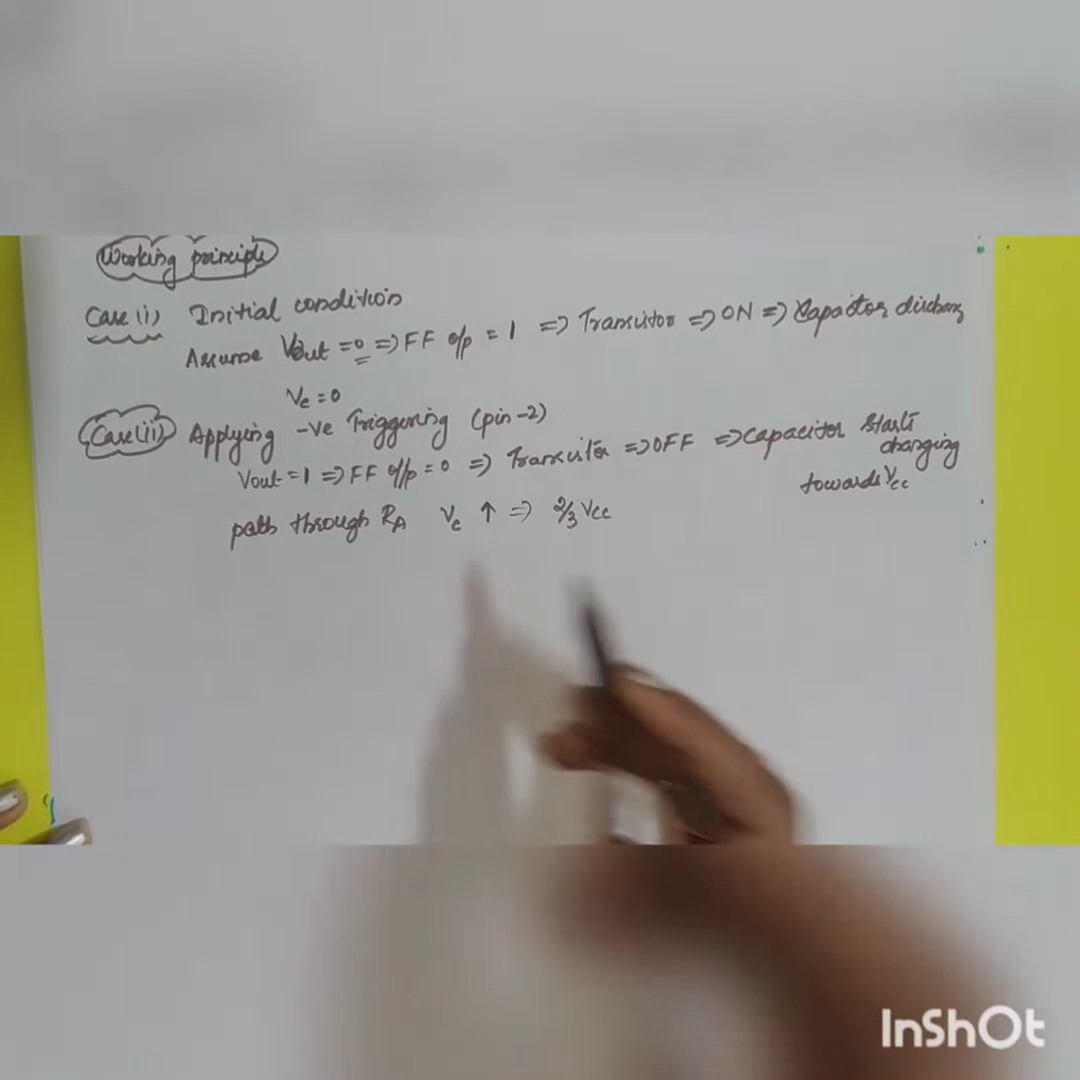 Working principle
Case (i) Initial condition
Assume Vout = 0 => FF o/p = 1 => Transistor => ON => Capacitor discharg
Vc = 0
Case (ii) Applying -ve Triggering (pin-2)
Vout = 1 => FF o/p = 0 => Transistor => OFF => Capacitor starts charging
towards Vcc
path through RA Vc ↑ => 2/3 Vcc
InShOt